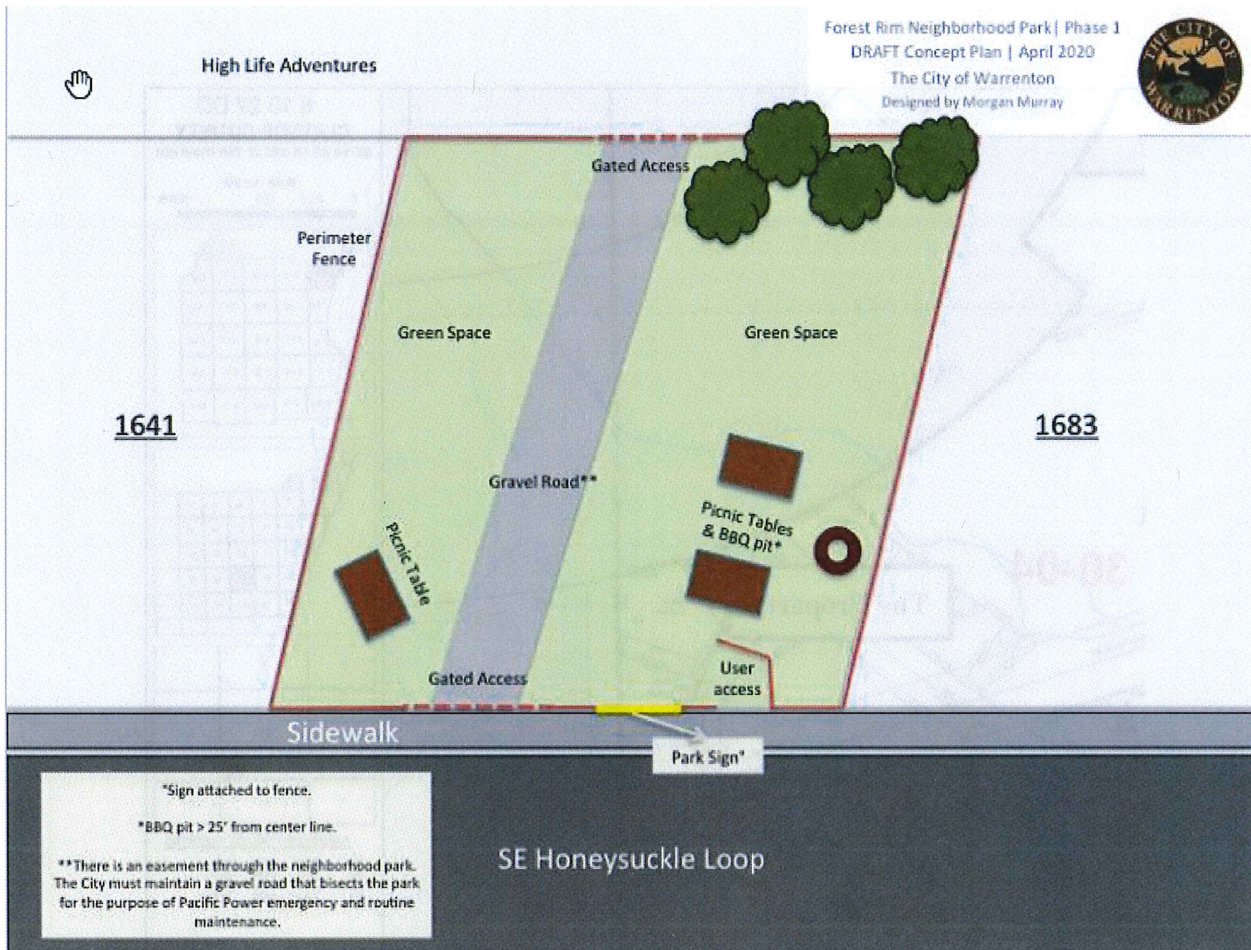 Forest Rim Neighborhood Park| Phase 1
DRAFT Concept Plan | April 2020
The City of Warrenton
Designed by Morgan Murray
THE CITY OF
WARRENTON
High Life Adventures
Gated Access
Perimeter
Fence
Green Space
Green Space
1641
1683
Gravel Road**
Picnic Tables
& BBQ pit*
Picnic Table
Gated Access
User
access
Sidewalk
Park Sign*
*Sign attached to fence.
*BBQ pit > 25' from center line.
**There is an easement through the neighborhood park.
The City must maintain a gravel road that bisects the park
for the purpose of Pacific Power emergency and routine
maintenance.
SE Honeysuckle Loop